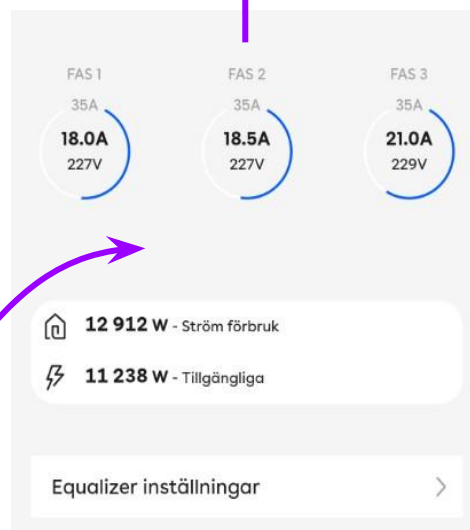 FAS 1 FAS 2 FAS 3
35A 35A 35A
18.0A 18.5A 21.0A
227V 227V 229V
12 912 W - Ström förbruk
11 238 W - Tillgängliga
Equalizer inställningar